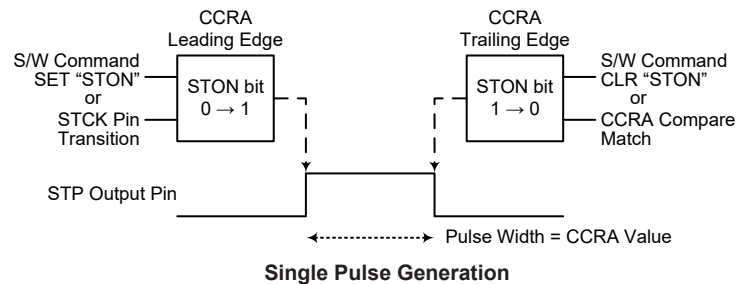 CCRA
Leading Edge
S/W Command
SET “STON”
or
STCK Pin
Transition
STON bit
0 → 1
CCRA
Trailing Edge
STON bit
1 → 0
S/W Command
CLR “STON”
or
CCRA Compare
Match
STP Output Pin
Pulse Width = CCRA Value
Single Pulse Generation